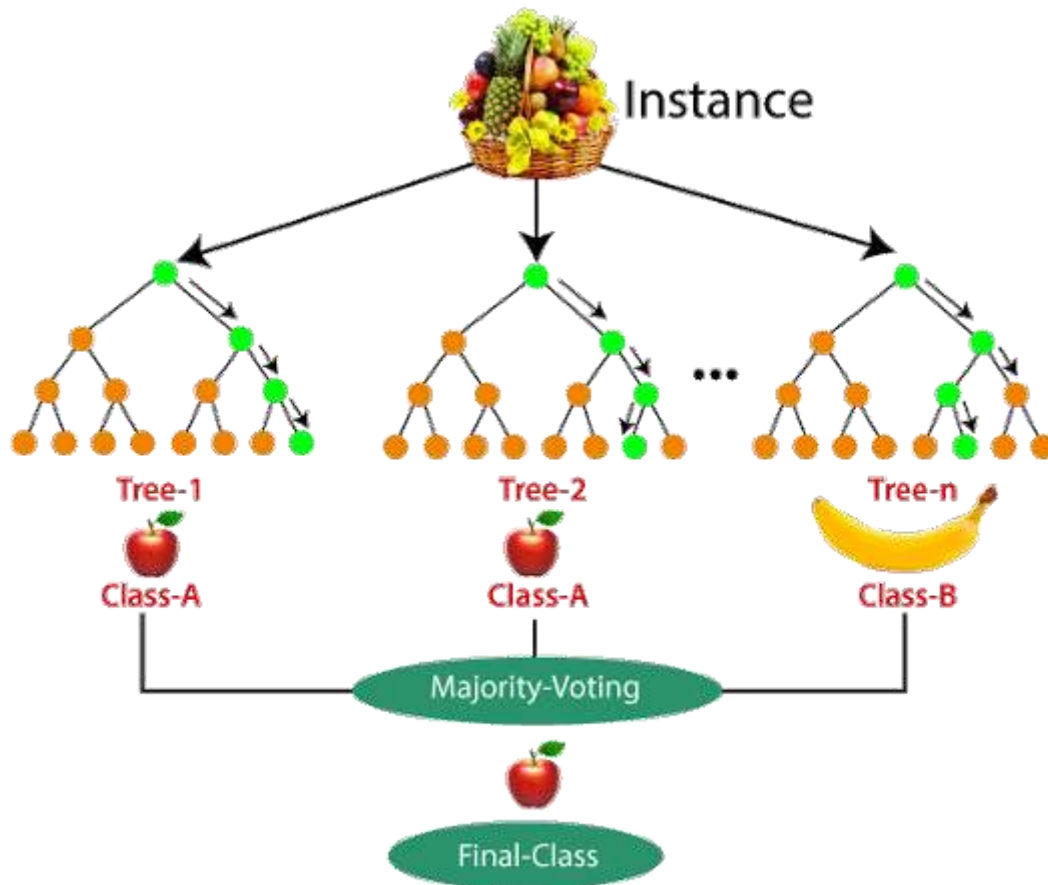 Instance
...
Tree-1
Tree-2
Tree-n
Class-A
Class-A
Class-B
Majority-Voting
Final-Class